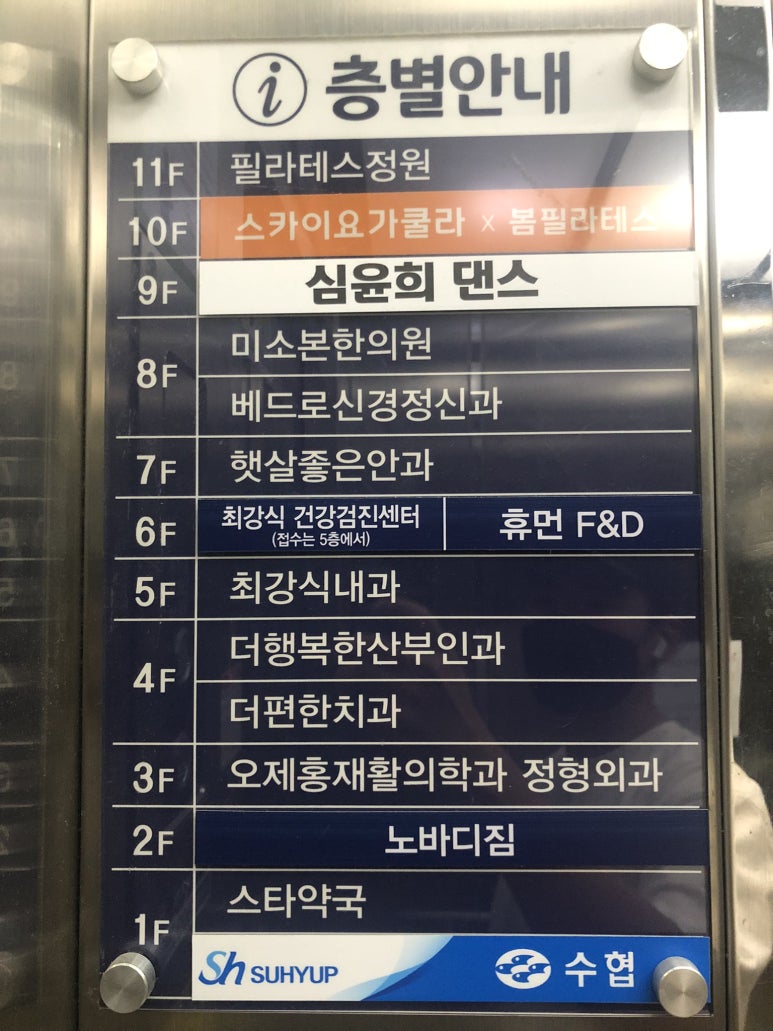 i 층별안내
11F 필라테스정원
10F 스카이요가쿨라 x 봄필라테스
9F 심윤희 댄스
8F 미소본한의원
베드로신경정신과
7F 햇살좋은안과
6F 최강식 건강검진센터 휴먼 F&D
(접수는 5층에서)
5F 최강식내과
4F 더행복한산부인과
더편한치과
3F 오제홍재활의학과 정형외과
2F 노바디짐
1F 스타약국
Sh SUHYUP 수협